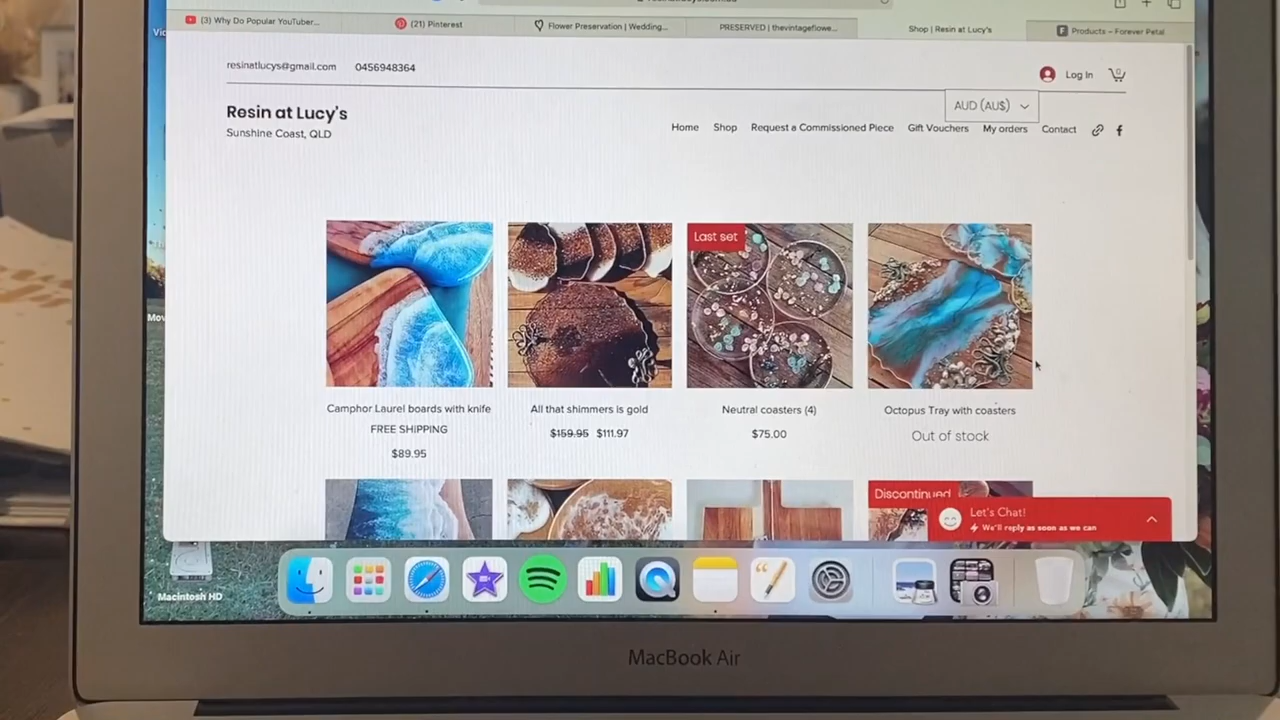 (3) Why Do Popular YouTuber...
(21) Pinterest
Flower Preservation | Wedding...
PRESERVED | thevintageflowe...
Shop | Resin at Lucy's
Products – Forever Petal
resinatlucys@gmail.com 0456948364
Log In
0
AUD (AU$)
Resin at Lucy's
Sunshine Coast, QLD
Home Shop Request a Commissioned Piece Gift Vouchers My orders Contact
Last set
Camphor Laurel boards with knife
FREE SHIPPING
$89.95
All that shimmers is gold
$159.95 $111.97
Neutral coasters (4)
$75.00
Octopus Tray with coasters
Out of stock
Discontinued
Let's Chat!
We'll reply as soon as we can
Macintosh HD
MacBook Air